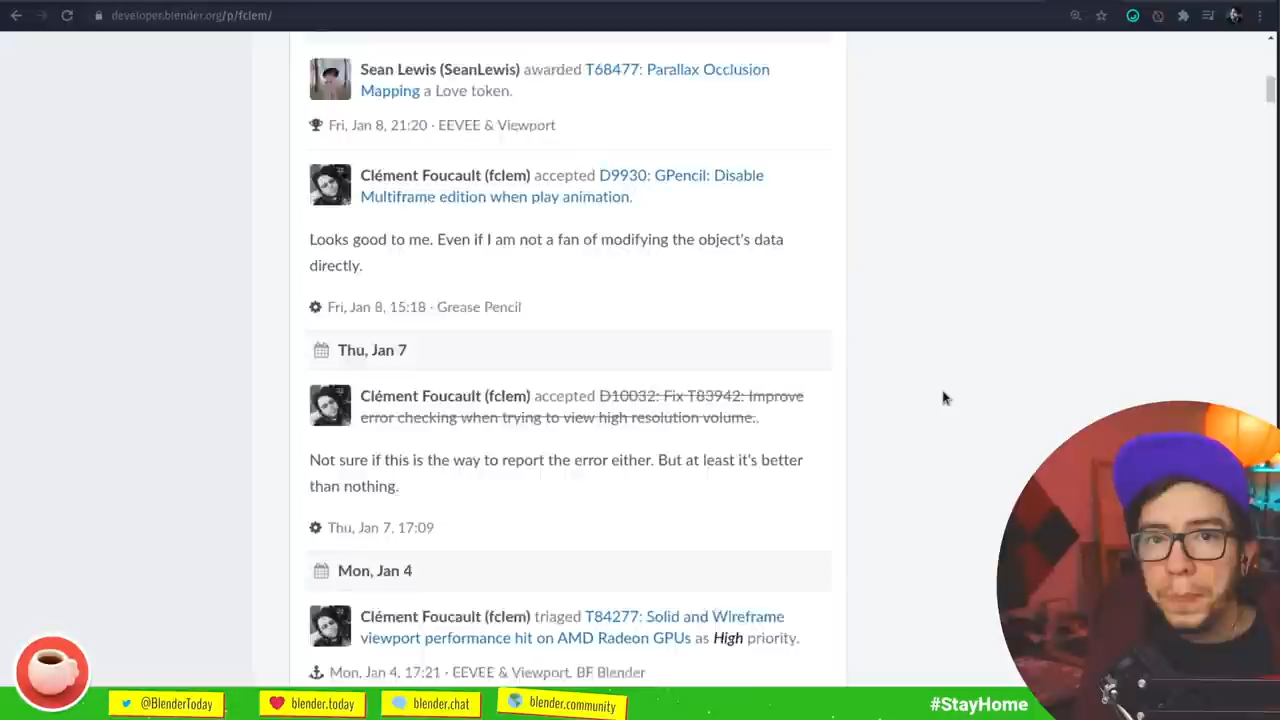 developer.blender.org/p/fclem/
Sean Lewis (SeanLewis) awarded T68477: Parallax Occlusion
Mapping a Love token.
Fri, Jan 8, 21:20 · EEVEE & Viewport
Clément Foucault (fclem) accepted D9930: GPencil: Disable
Multiframe edition when play animation.
Looks good to me. Even if I am not a fan of modifying the object's data
directly.
Fri, Jan 8, 15:18 · Grease Pencil
Thu, Jan 7
Clément Foucault (fclem) accepted D10032: Fix T83942: Improve
error checking when trying to view high resolution volume..
Not sure if this is the way to report the error either. But at least it's better
than nothing.
Thu, Jan 7, 17:09
Mon, Jan 4
Clément Foucault (fclem) triaged T84277: Solid and Wireframe
viewport performance hit on AMD Radeon GPUs as High priority.
Mon, Jan 4, 17:21 · EEVEE & Viewport, BF Blender
@BlenderToday
blender.today
blender.chat
blender.community
#StayHome